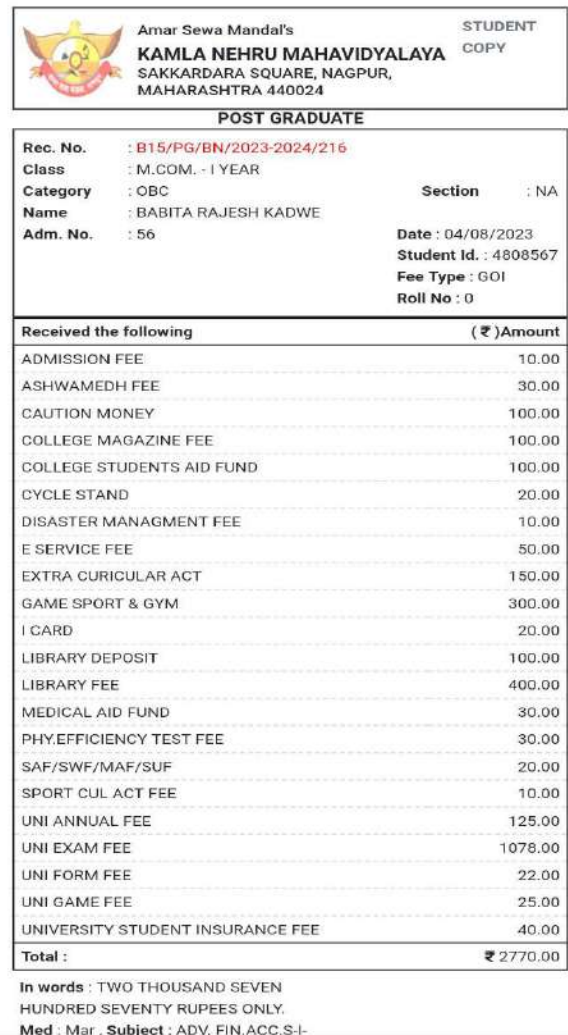 Amar Sewa Mandal's
STUDENT COPY
KAMLA NEHRU MAHAVIDYALAYA
SAKKARDARA SQUARE, NAGPUR,
MAHARASHTRA 440024
POST GRADUATE
Rec. No. : B15/PG/BN/2023-2024/216
Class : M.COM. - I YEAR
Category : OBC Section : NA
Name : BABITA RAJESH KADWE
Adm. No. : 56 Date : 04/08/2023
Student Id. : 4808567
Fee Type : GOI
Roll No : 0
Received the following (₹)Amount
ADMISSION FEE 10.00
ASHWAMEDH FEE 30.00
CAUTION MONEY 100.00
COLLEGE MAGAZINE FEE 100.00
COLLEGE STUDENTS AID FUND 100.00
CYCLE STAND 20.00
DISASTER MANAGMENT FEE 10.00
E SERVICE FEE 50.00
EXTRA CURICULAR ACT 150.00
GAME SPORT & GYM 300.00
I CARD 20.00
LIBRARY DEPOSIT 100.00
LIBRARY FEE 400.00
MEDICAL AID FUND 30.00
PHY.EFFICIENCY TEST FEE 30.00
SAF/SWF/MAF/SUF 20.00
SPORT CUL ACT FEE 10.00
UNI ANNUAL FEE 125.00
UNI EXAM FEE 1078.00
UNI FORM FEE 22.00
UNI GAME FEE 25.00
UNIVERSITY STUDENT INSURANCE FEE 40.00
Total : ₹ 2770.00
In words : TWO THOUSAND SEVEN
HUNDRED SEVENTY RUPEES ONLY.
Med : Mar , Subject : ADV. FIN.ACC.S-I-